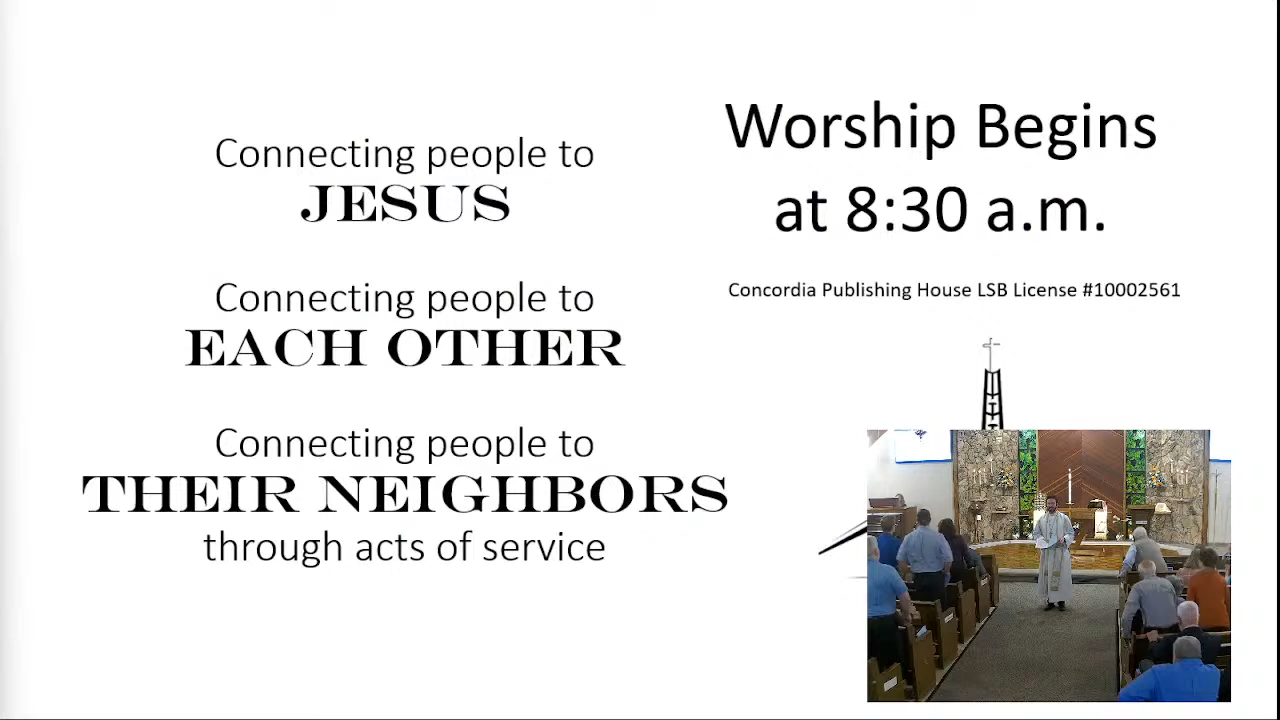 Connecting people to
JESUS
Connecting people to
EACH OTHER
Connecting people to
THEIR NEIGHBORS
through acts of service
Worship Begins
at 8:30 a.m.
Concordia Publishing House LSB License #10002561